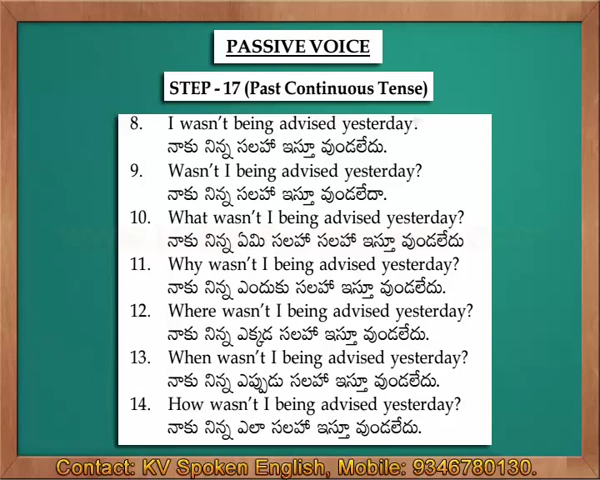 PASSIVE VOICE
STEP - 17 (Past Continuous Tense)
8. I wasn't being advised yesterday.
నాకు నిన్న సలహా ఇస్తూ వుండలేదు.
9. Wasn't I being advised yesterday?
నాకు నిన్న సలహా ఇస్తూ వుండలేదా.
10. What wasn't I being advised yesterday?
నాకు నిన్న ఏమి సలహా సలహా ఇస్తూ వుండలేదు
11. Why wasn't I being advised yesterday?
నాకు నిన్న ఎందుకు సలహా ఇస్తూ వుండలేదు.
12. Where wasn't I being advised yesterday?
నాకు నిన్న ఎక్కడ సలహా ఇస్తూ వుండలేదు.
13. When wasn't I being advised yesterday?
నాకు నిన్న ఎప్పుడు సలహా ఇస్తూ వుండలేదు.
14. How wasn't I being advised yesterday?
నాకు నిన్న ఎలా సలహా ఇస్తూ వుండలేదు.
Contact: KV Spoken English, Mobile: 9346780130.